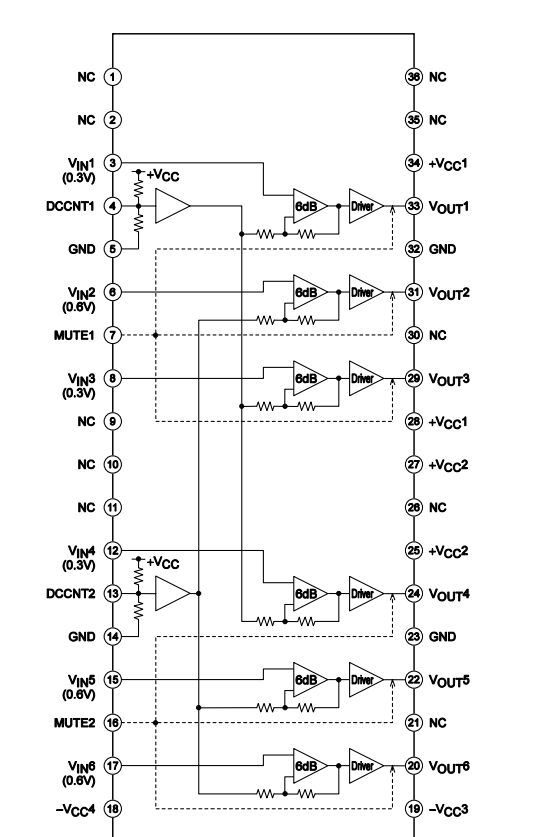 NC 1 36 NC
NC 2 35 NC
VIN1 3 34 +VCC1
(0.3V) +VCC
DCCNT1 4 6dB Driver 33 VOUT1
GND 5 32 GND
VIN2 6 6dB Driver 31 VOUT2
(0.6V)
MUTE1 7 30 NC
VIN3 8 6dB Driver 29 VOUT3
(0.3V)
NC 9 28 +VCC1
NC 10 27 +VCC2
NC 11 26 NC
VIN4 12 25 +VCC2
(0.3V) +VCC
DCCNT2 13 6dB Driver 24 VOUT4
GND 14 23 GND
VIN5 15 6dB Driver 22 VOUT5
(0.6V)
MUTE2 16 21 NC
VIN6 17 6dB Driver 20 VOUT6
(0.6V)
–VCC4 18 19 –VCC3